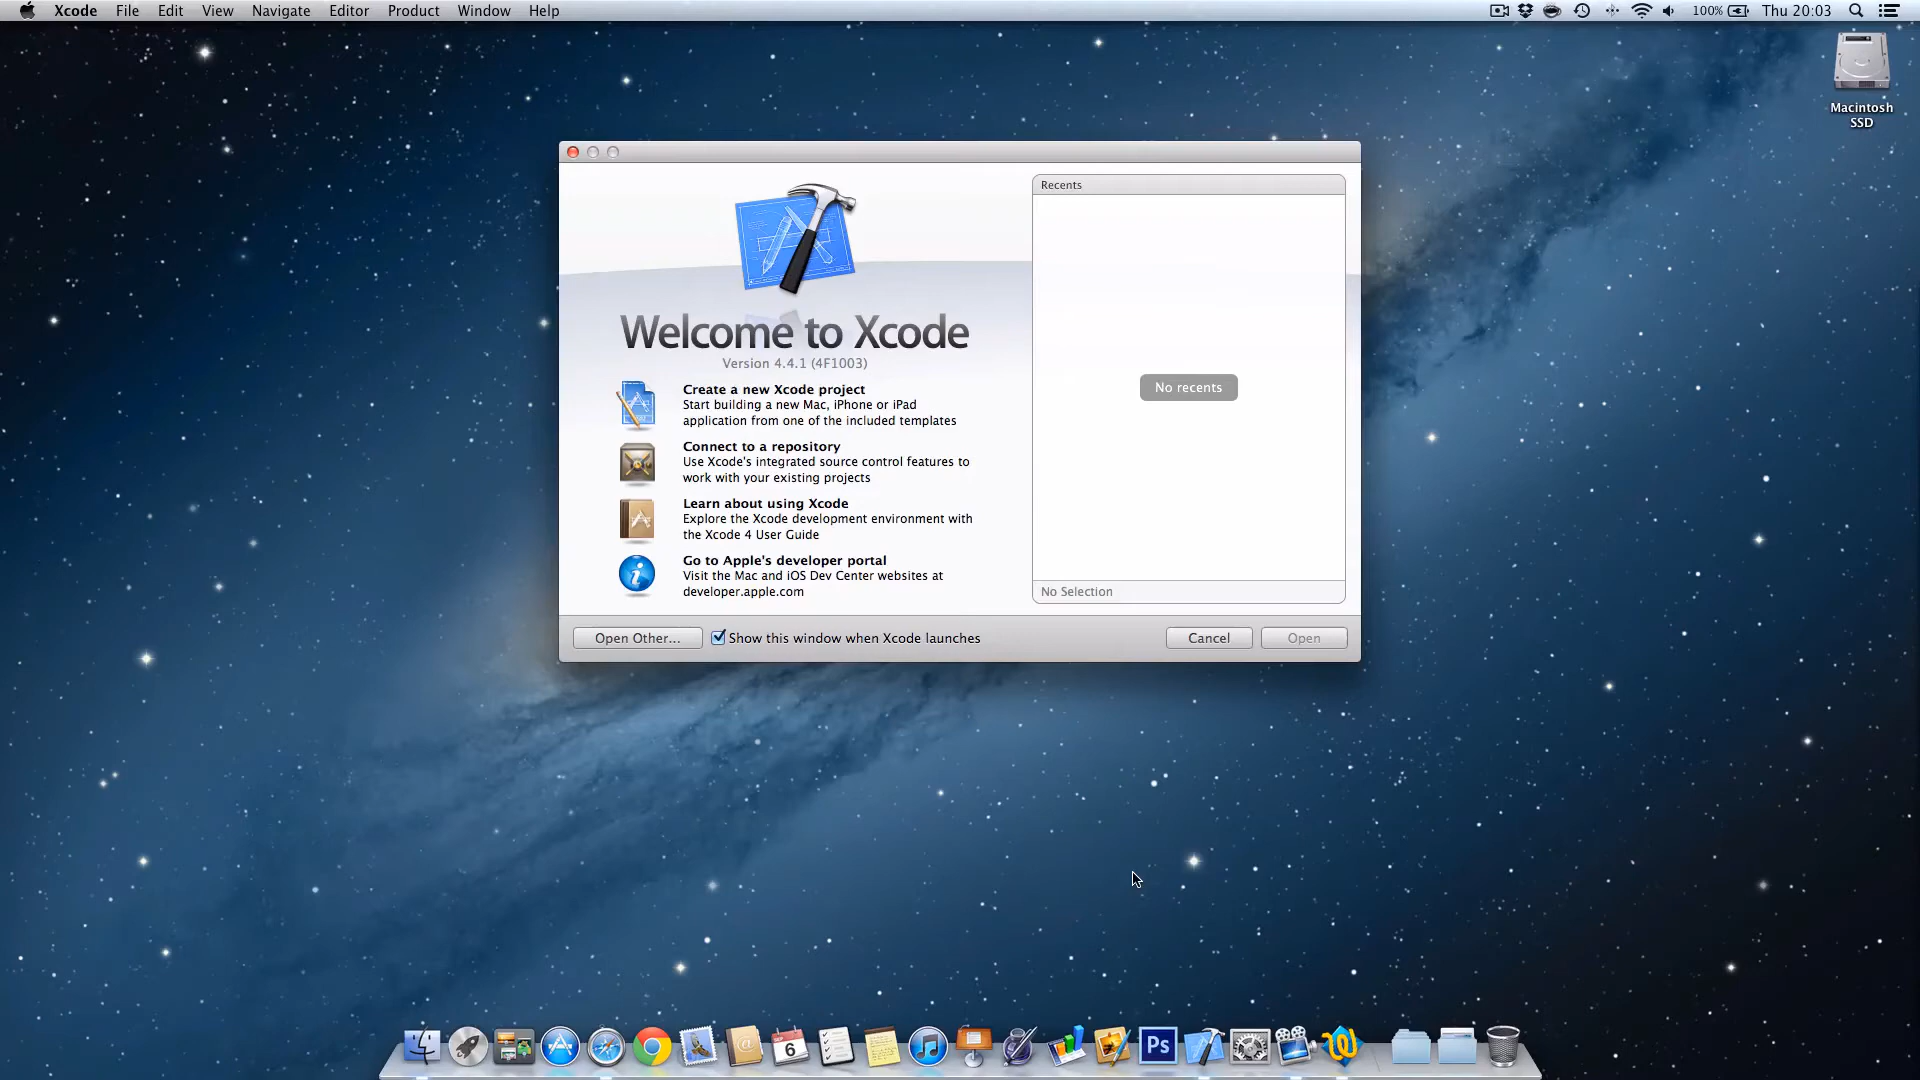 Xcode File Edit View Navigate Editor Product Window Help 100% Thu 20:03
Macintosh
SSD
Recents
No recents
No Selection
Welcome to Xcode
Version 4.4.1 (4F1003)
Create a new Xcode project
Start building a new Mac, iPhone or iPad
application from one of the included templates
Connect to a repository
Use Xcode's integrated source control features to
work with your existing projects
Learn about using Xcode
Explore the Xcode development environment with
the Xcode 4 User Guide
Go to Apple's developer portal
Visit the Mac and iOS Dev Center websites at
developer.apple.com
Open Other... Show this window when Xcode launches Cancel Open
SEP
6
Ps